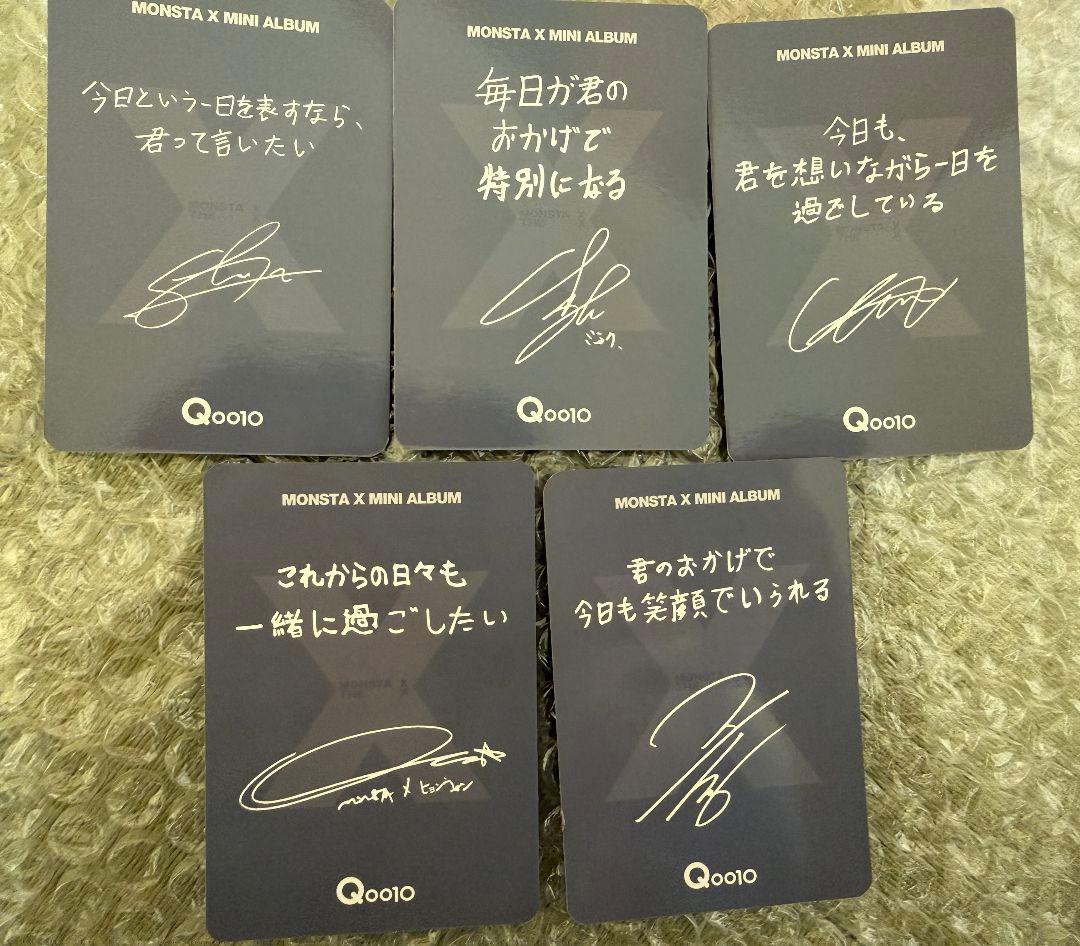 MONSTA X MINI ALBUM
今日という一日を表すなら、
君って言いたい
Qoo10
MONSTA X MINI ALBUM
毎日が君の
おかげで
特別になる
ミンク、
Qoo10
MONSTA X MINI ALBUM
今日も、
君を想いながら一日を
過ごしている
Qoo10
MONSTA X MINI ALBUM
これからの日々も
一緒に過ごしたい
MONSTA X ヒョンウォン
Qoo10
MONSTA X MINI ALBUM
君のおかげで
今日も笑顔でいられる
Qoo10